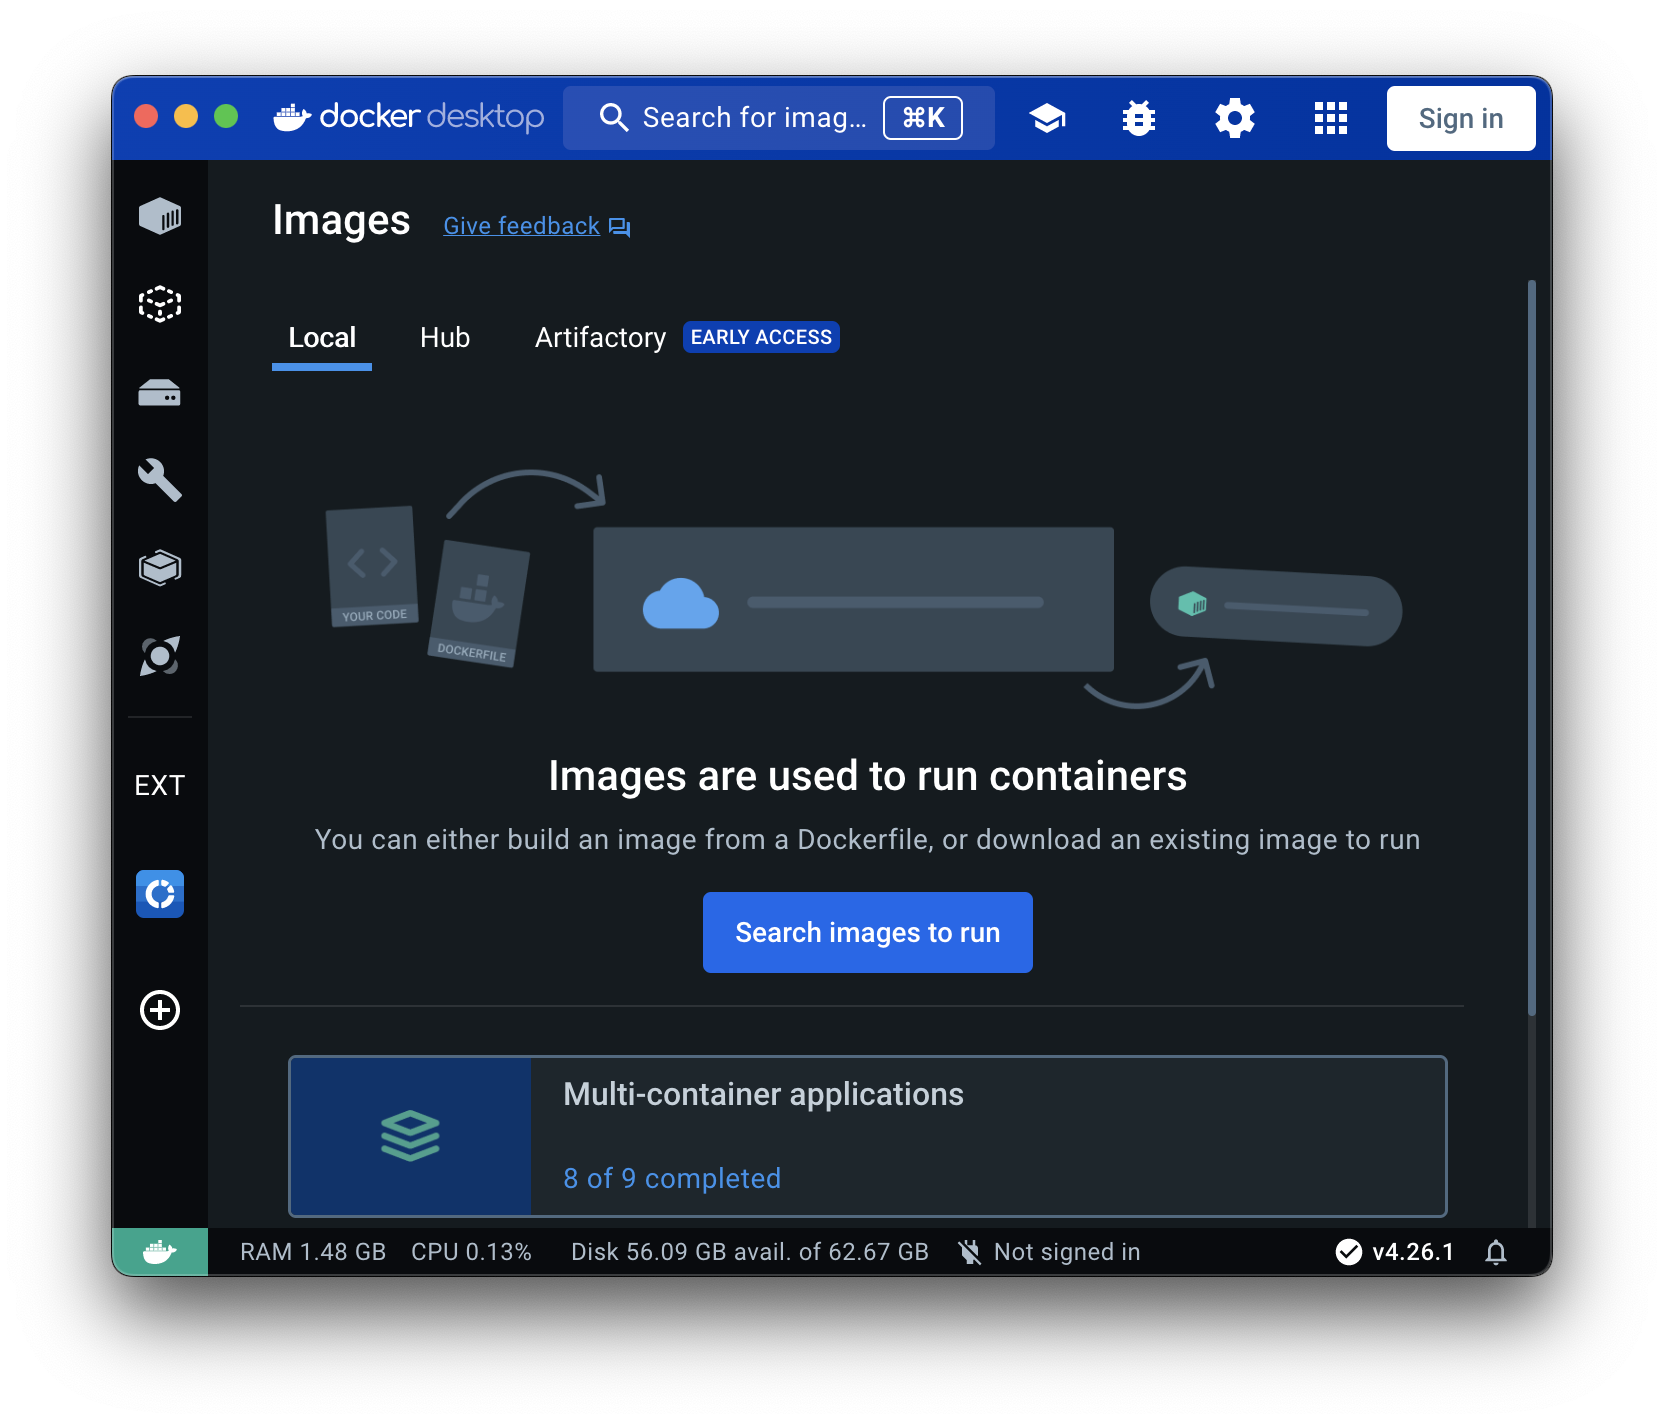 docker desktop
Search for imag...
⌘K
Sign in
Images
Give feedback
Local
Hub
Artifactory
EARLY ACCESS
YOUR CODE
DOCKERFILE
Images are used to run containers
You can either build an image from a Dockerfile, or download an existing image to run
Search images to run
EXT
Multi-container applications
8 of 9 completed
RAM 1.48 GB CPU 0.13% Disk 56.09 GB avail. of 62.67 GB Not signed in v4.26.1